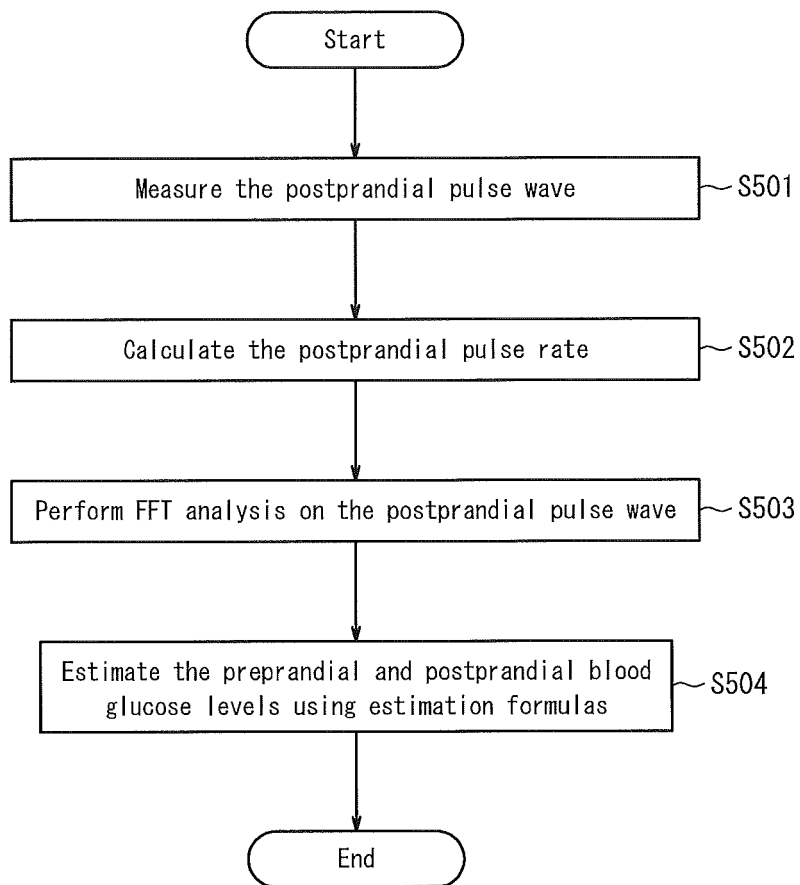 Start
Measure the postprandial pulse wave
S501
Calculate the postprandial pulse rate
S502
Perform FFT analysis on the postprandial pulse wave
S503
Estimate the preprandial and postprandial blood
glucose levels using estimation formulas
S504
End